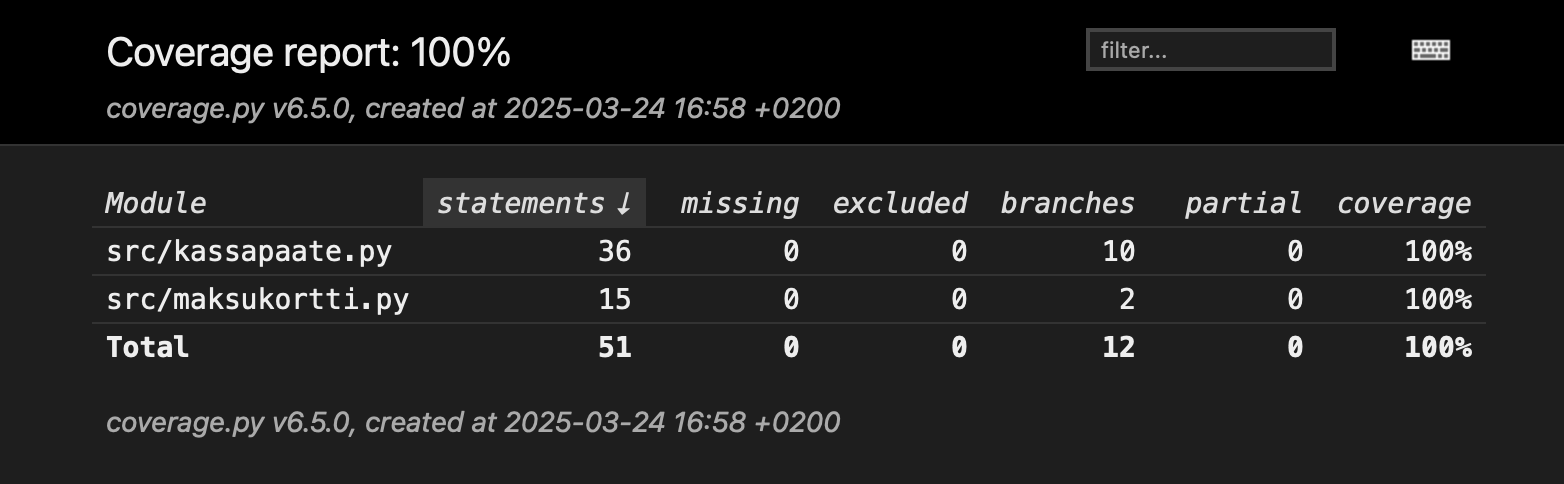 Coverage report: 100%
filter...
coverage.py v6.5.0, created at 2025-03-24 16:58 +0200
Module statements ↓ missing excluded branches partial coverage
src/kassapaate.py 36 0 0 10 0 100%
src/maksukortti.py 15 0 0 2 0 100%
Total 51 0 0 12 0 100%
coverage.py v6.5.0, created at 2025-03-24 16:58 +0200